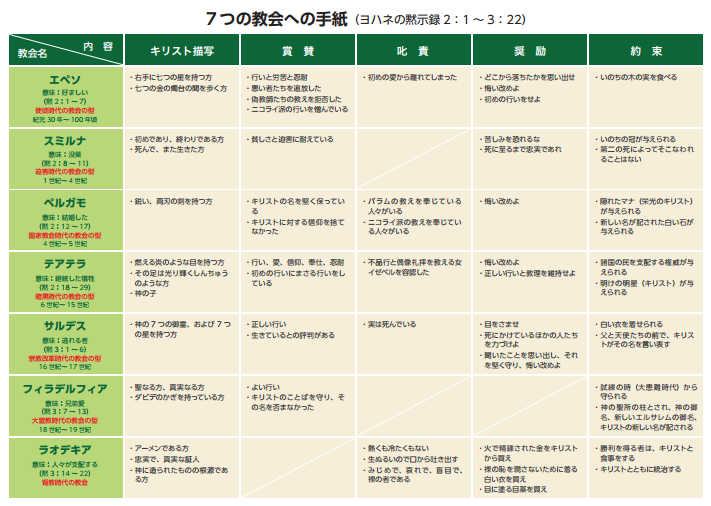 ７つの教会への手紙（ヨハネの黙示録 2：1 ～ 3：22）
内　容
教会名
キリスト描写
賞　賛
叱　責
奨　励
約　束
エペソ
意味：好ましい
(黙 2：1 ～ 7)
使徒時代の教会の型
紀元 30 年～ 100 年頃
・右手に七つの星を持つ方
・七つの金の燭台の間を歩く方
・行いと労苦と忍耐
・悪い者たちを追放した
・偽教師たちの教えを拒否した
・ニコライ派の行いを憎んでいる
・初めの愛から離れてしまった
・どこから落ちたかを思い出せ
・悔い改めよ
・初めの行いをせよ
・いのちの木の実を食べる
スミルナ
意味：没薬
(黙 2：8 ～ 11)
迫害時代の教会の型
1 世紀～ 4 世紀
・初めであり、終わりである方
・死んで、また生きた方
・貧しさと迫害に耐えている
・苦しみを恐れるな
・死に至るまで忠実であれ
・いのちの冠が与えられる
・第二の死によってそこなわれ
ることはない
ペルガモ
意味：結婚した
(黙 2：12 ～ 17)
国家教会時代の教会の型
4 世紀～ 5 世紀
・鋭い、両刃の剣を持つ方
・キリストの名を堅く保ってい
る
・キリストに対する信仰を捨て
なかった
・バラムの教えを奉じている
人々がいる
・ニコライ派の教えを奉じてい
る人々がいる
・悔い改めよ
・隠れたマナ（栄光のキリスト）
が与えられる
・新しい名が記された白い石が
与えられる
テアテラ
意味：継続した犠牲
(黙 2：18 ～ 29)
暗黒時代の教会の型
6 世紀～ 15 世紀
・燃える炎のような目を持つ方
・その足は光り輝くしんちゅう
のような方
・神の子
・行い、愛、信仰、奉仕、忍耐
・初めの行いにまさる行いをし
ている
・不品行と偶像礼拝を教える女
イゼベルを容認した
・悔い改めよ
・正しい行いと教理を維持せよ
・諸国の民を支配する権威が与
えられる
・明けの明星（キリスト）が与
えられる
サルデス
意味：逃れる者
(黙 3：1 ～ 6)
宗教改革時代の教会の型
16 世紀～ 17 世紀
・神の 7 つの御霊、および 7 つ
の星を持つ方
・正しい行い
・生きているとの評判がある
・実は死んでいる
・目をさませ
・死にかけているほかの人たち
を力づけよ
・聞いたことを思い出し、それ
を堅く守り、悔い改めよ
・白い衣を着せられる
・父と天使たちの前で、キリス
トがその名を言い表す
フィラデルフィア
意味：兄弟愛
(黙 3：7 ～ 13)
大宣教時代の教会の型
18 世紀～ 19 世紀
・聖なる方、真実なる方
・ダビデのかぎを持っている方
・よい行い
・キリストのことばを守り、そ
の名を否まなかった
・試練の時（大患難時代）から
守られる
・神の聖所の柱とされ、神の御
名、新しいエルサレムの御名、
キリストの新しい名が記される
ラオデキア
意味：人々が支配する
(黙 3：14 ～ 22)
背教時代の教会
・アーメンである方
・忠実で、真実な証人
・神に造られたものの根源であ
る方
・熱くも冷たくもない
・生ぬるいので口から吐き出す
・みじめで、哀れで、盲目で、
裸の者である
・火で精錬された金をキリスト
から買え
・裸の恥を現さないために着る
白い衣を買え
・目に塗る目薬を買え
・勝利を得る者は、キリストと
食事をする
・キリストとともに統治する